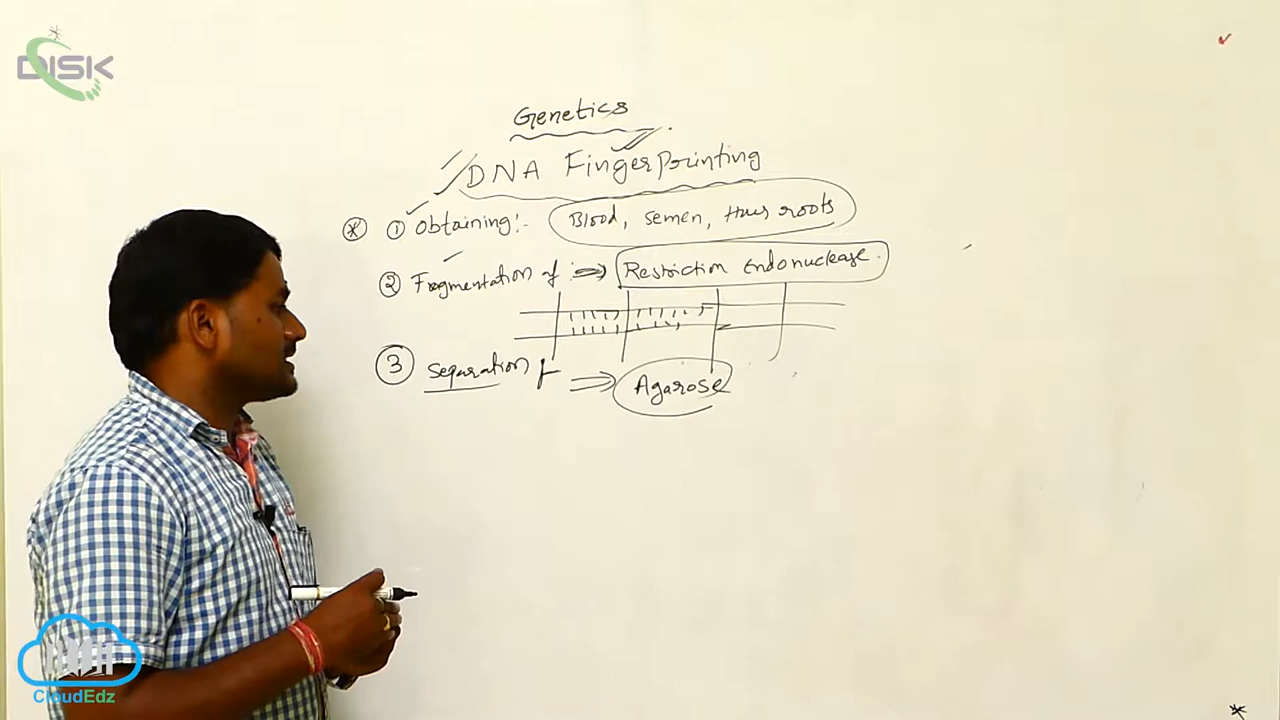 DISK
Genetics
DNA Fingerprinting
① Obtaining:- Blood, semen, Hair roots
② Fragmentation of :⇒ Restriction Endonuclease.
③ Separation of ⇒ Agarose
CloudEdz